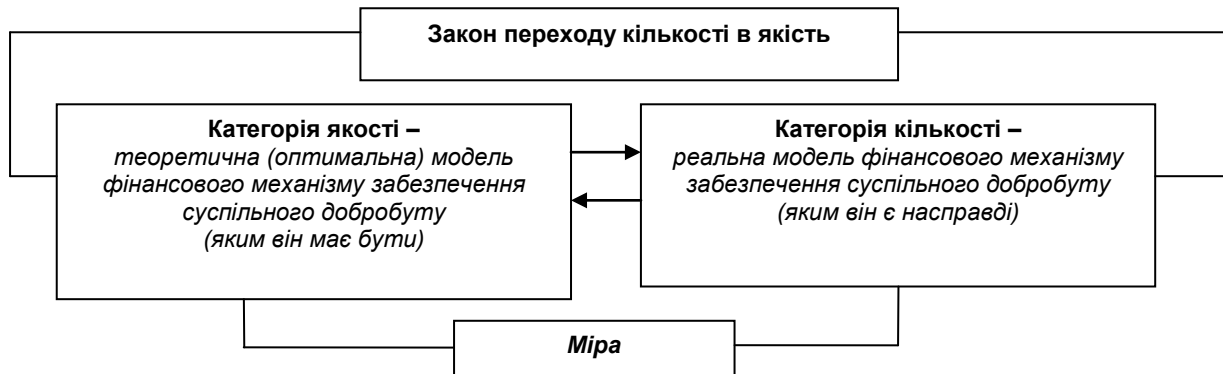 Закон переходу кількості в якість
Категорія якості –
теоретична (оптимальна) модель
фінансового механізму забезпечення
суспільного добробуту
(яким він має бути)
Категорія кількості –
реальна модель фінансового механізму
забезпечення суспільного добробуту
(яким він є насправді)
Міра